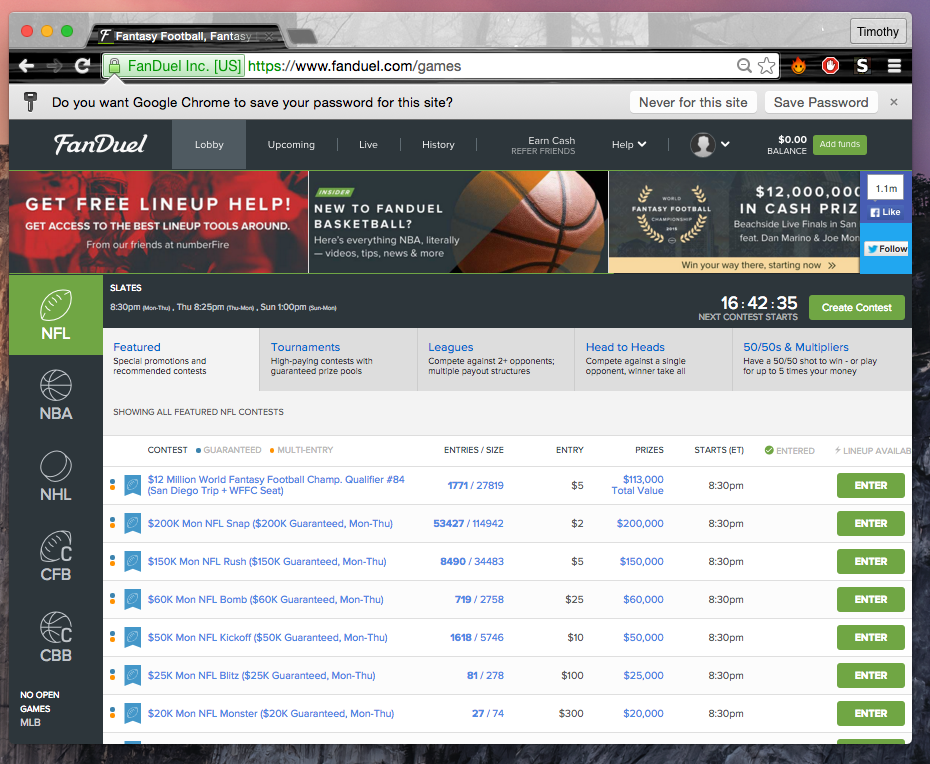 Fantasy Football, Fantasy
Timothy
FanDuel Inc. [US] https://www.fanduel.com/games
S
Do you want Google Chrome to save your password for this site?
Never for this site
Save Password
FanDuel
Lobby
Upcoming
Live
History
Earn Cash
REFER FRIENDS
Help
$0.00
BALANCE
Add funds
GET FREE LINEUP HELP!
GET ACCESS TO THE BEST LINEUP TOOLS AROUND.
From our friends at numberFire
INSIDER
NEW TO FANDUEL
BASKETBALL?
Here's everything NBA, literally
— videos, tips, news & more
WORLD
FANTASY FOOTBALL
CHAMPIONSHIP
2015
$12,000,000
IN CASH PRIZ
Beachside Live Finals in San
feat. Dan Marino & Joe Mon
Win your way there, starting now »
1.1m
Like
Follow
NFL
NBA
NHL
C
CFB
C
CBB
NO OPEN
GAMES
MLB
SLATES
8:30pm (Mon-Thu) , Thu 8:25pm (Thu-Mon) , Sun 1:00pm (Sun-Mon)
16:42:35
NEXT CONTEST STARTS
Create Contest
Featured
Special promotions and
recommended contests
Tournaments
High-paying contests with
guaranteed prize pools
Leagues
Compete against 2+ opponents;
multiple payout structures
Head to Heads
Compete against a single
opponent, winner take all
50/50s & Multipliers
Have a 50/50 shot to win - or play
for up to 5 times your money
SHOWING ALL FEATURED NFL CONTESTS
CONTEST GUARANTEED MULTI-ENTRY ENTRIES / SIZE ENTRY PRIZES STARTS (ET) ENTERED LINEUP AVAILAB
$12 Million World Fantasy Football Champ. Qualifier #84
(San Diego Trip + WFFC Seat)
1771 / 27819 $5 $113,000
Total Value
8:30pm ENTER
$200K Mon NFL Snap ($200K Guaranteed, Mon-Thu) 53427 / 114942 $2 $200,000 8:30pm ENTER
$150K Mon NFL Rush ($150K Guaranteed, Mon-Thu) 8490 / 34483 $5 $150,000 8:30pm ENTER
$60K Mon NFL Bomb ($60K Guaranteed, Mon-Thu) 719 / 2758 $25 $60,000 8:30pm ENTER
$50K Mon NFL Kickoff ($50K Guaranteed, Mon-Thu) 1618 / 5746 $10 $50,000 8:30pm ENTER
$25K Mon NFL Blitz ($25K Guaranteed, Mon-Thu) 81 / 278 $100 $25,000 8:30pm ENTER
$20K Mon NFL Monster ($20K Guaranteed, Mon-Thu) 27 / 74 $300 $20,000 8:30pm ENTER